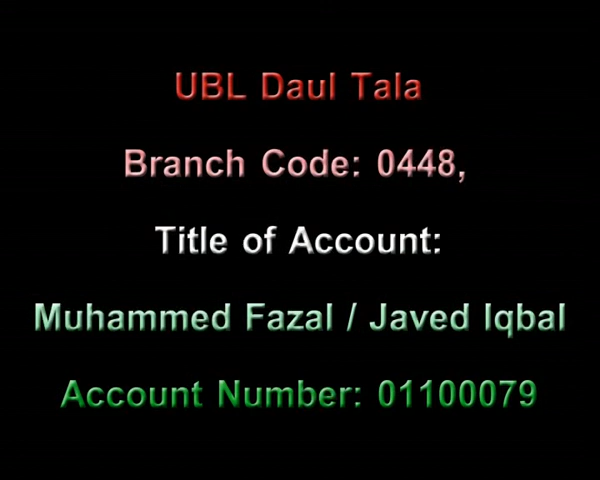 UBL Daul Tala
Branch Code: 0448,
Title of Account:
Muhammed Fazal / Javed Iqbal
Account Number: 01100079